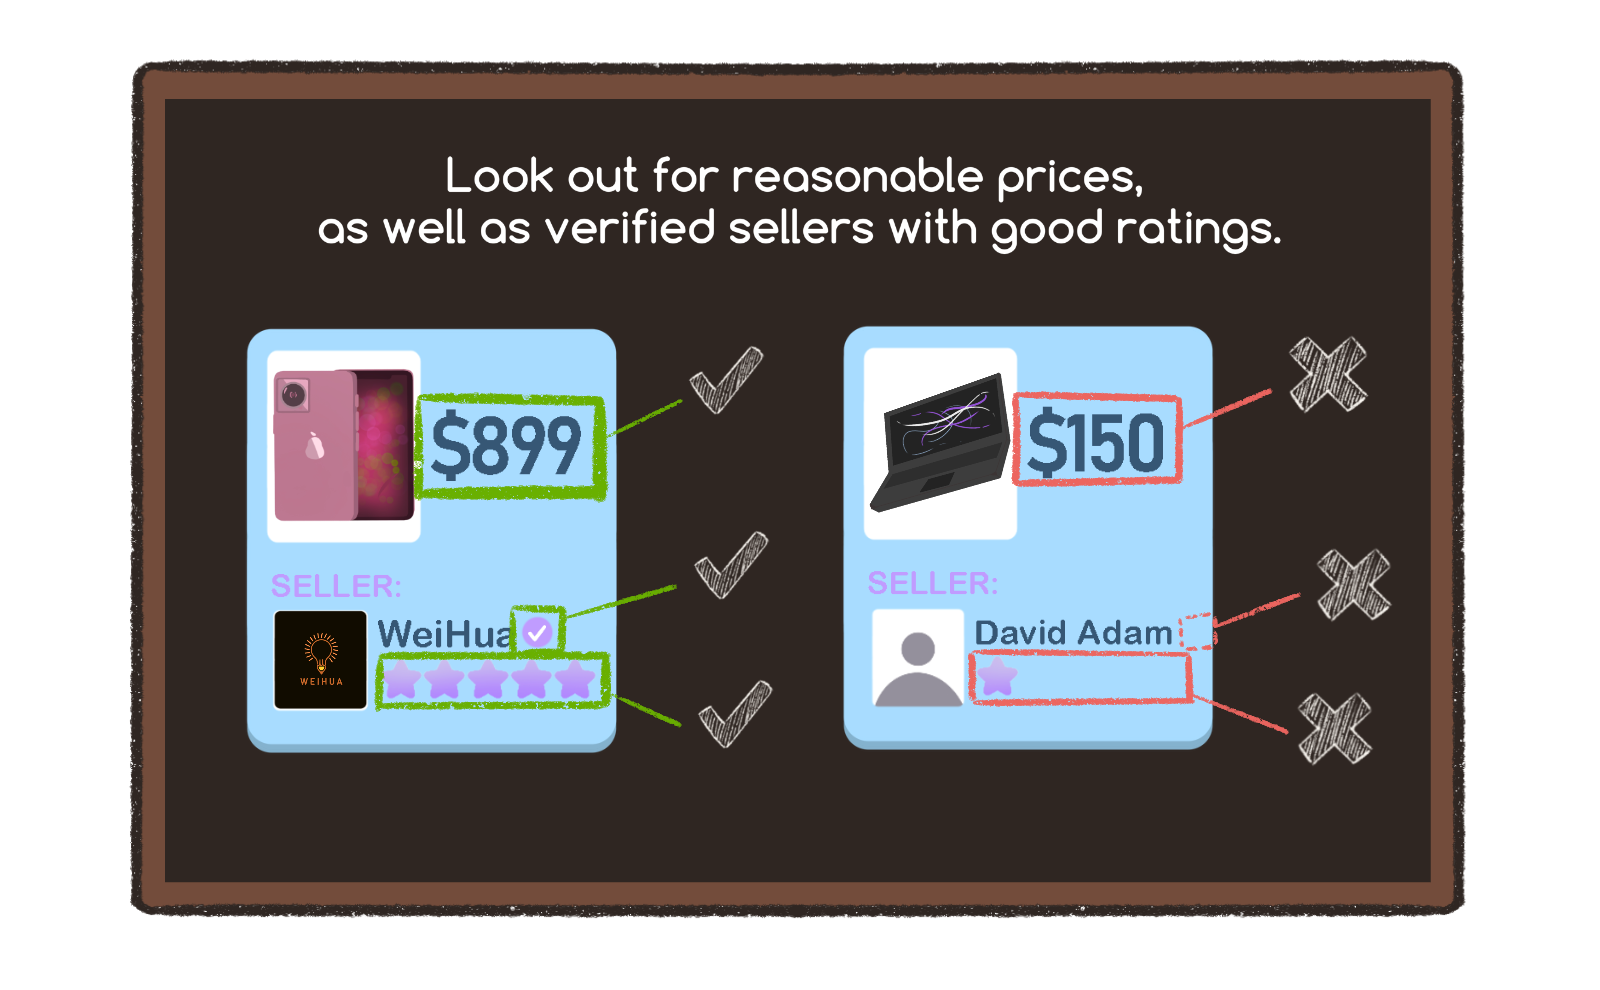 Look out for reasonable prices,
as well as verified sellers with good ratings.
$899
SELLER:
WeiHua
WEIHUA
$150
SELLER:
David Adam